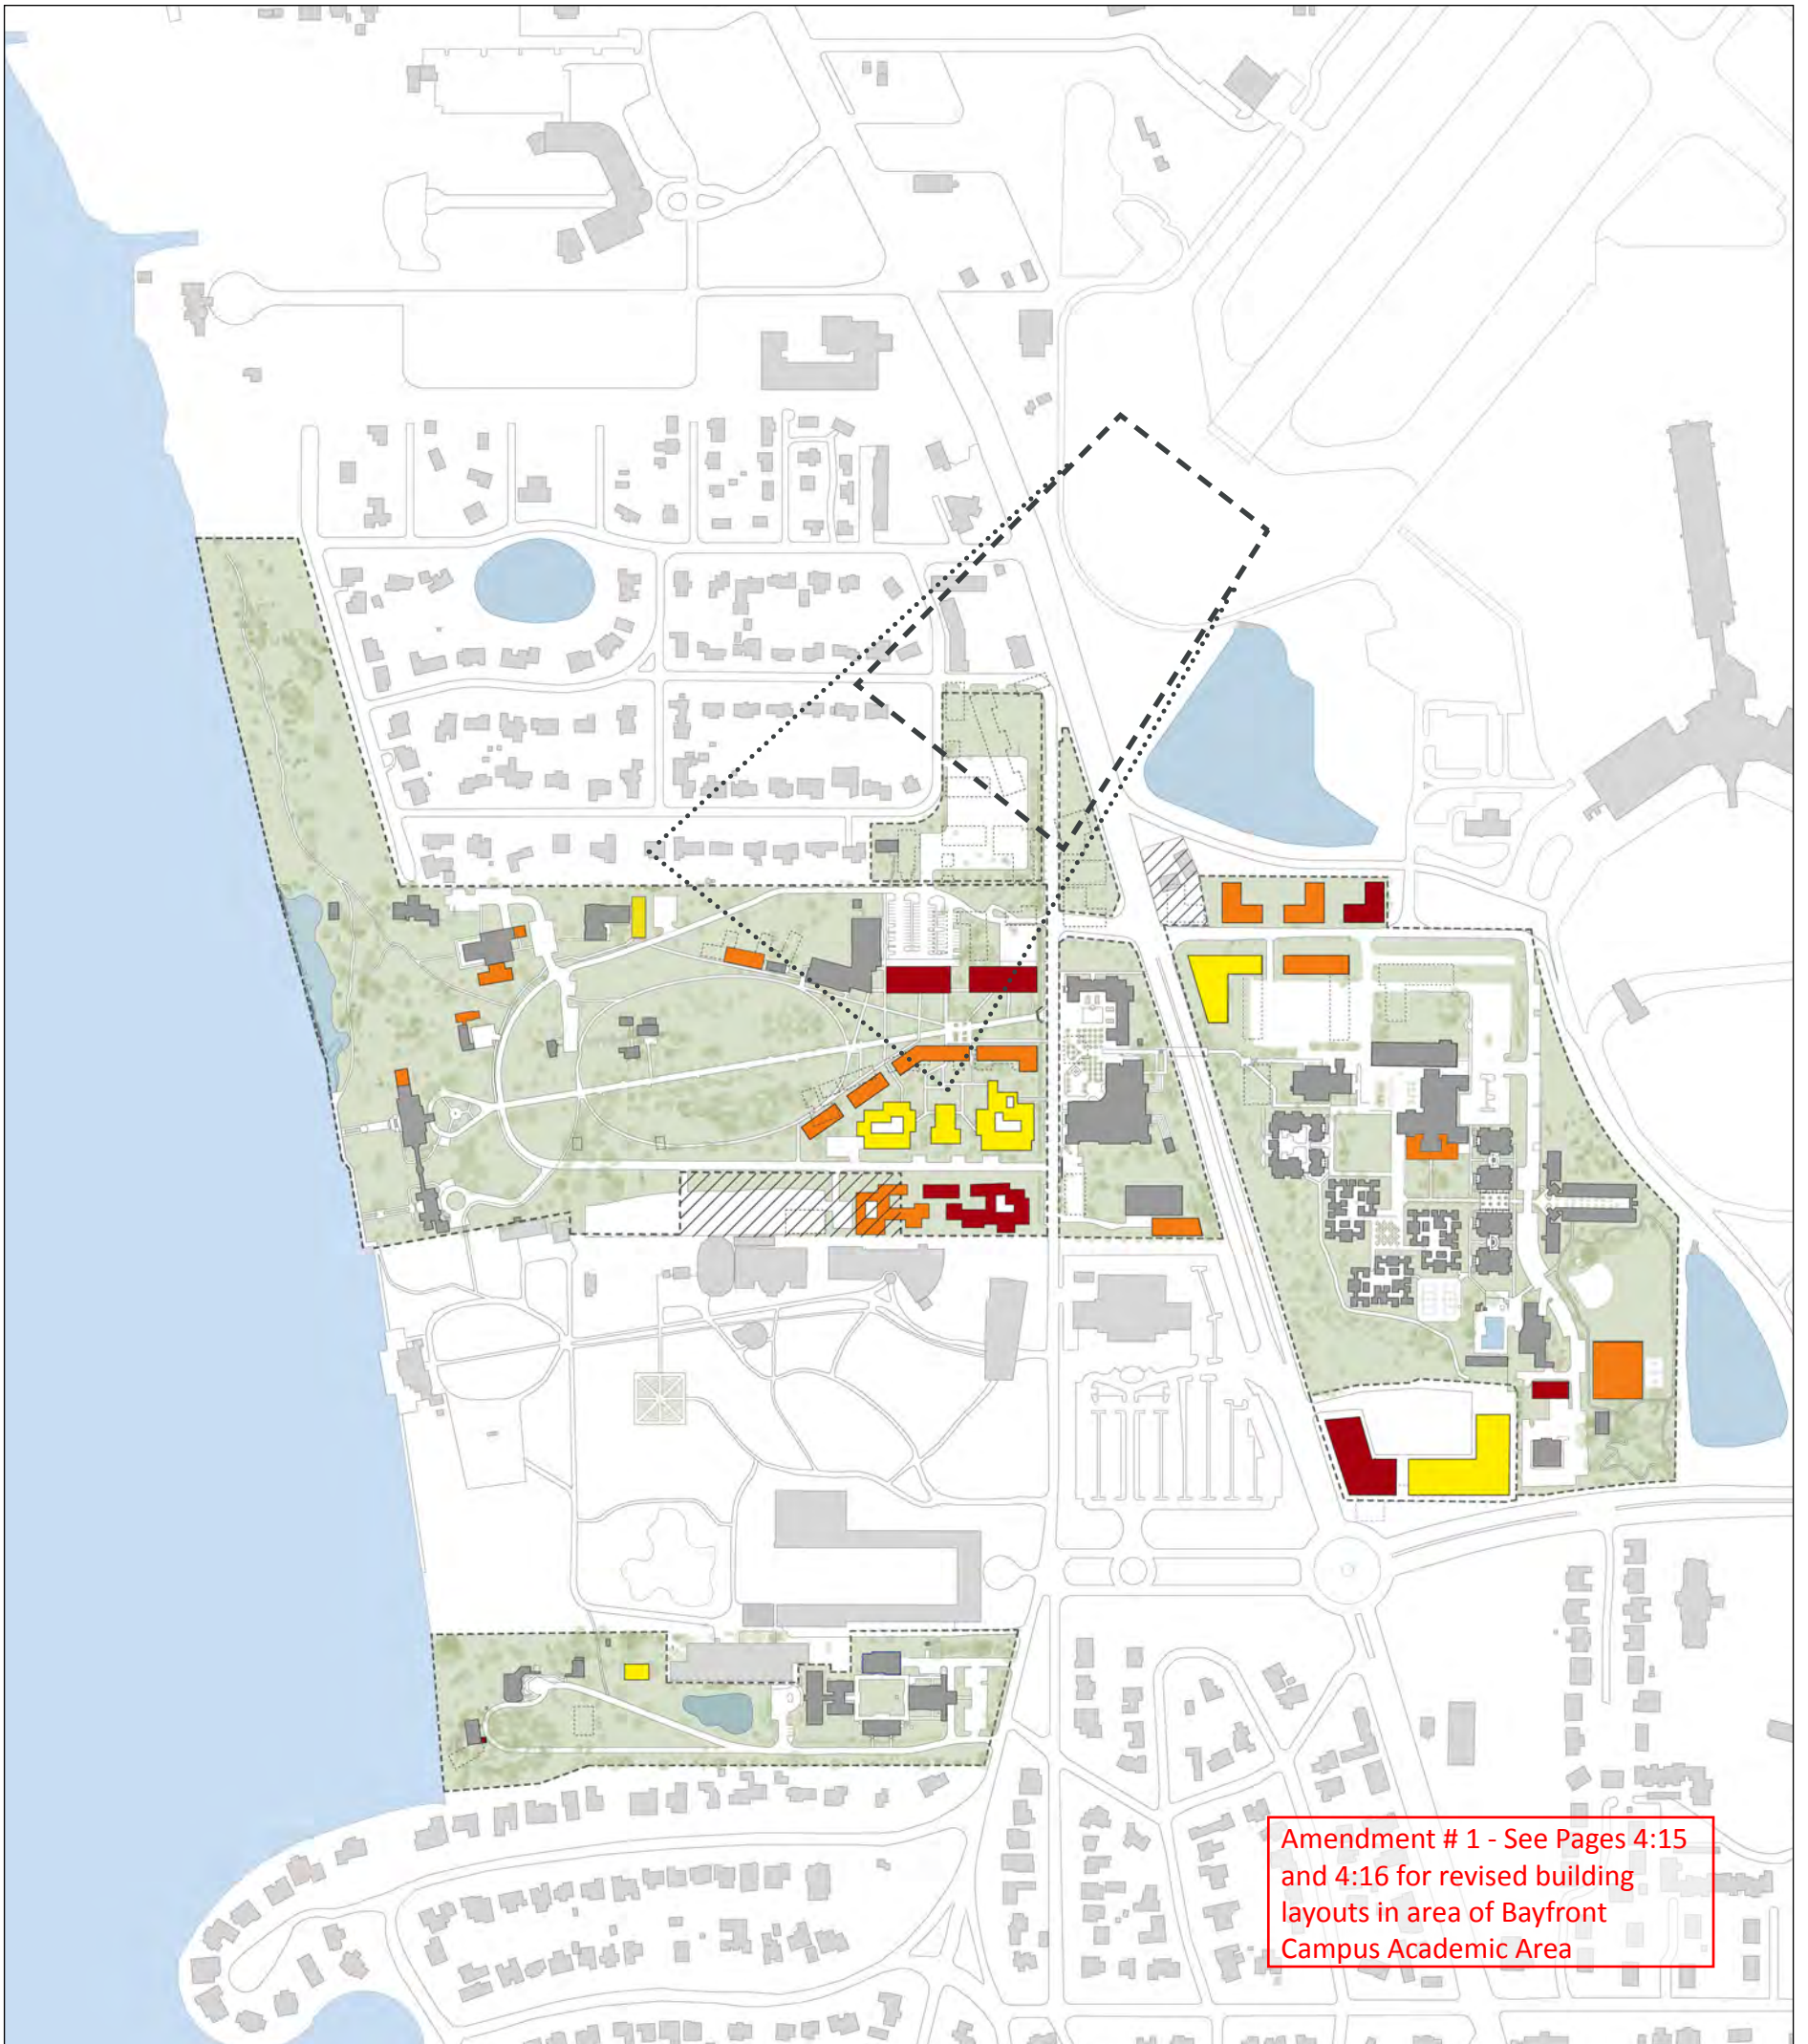 Amendment # 1 - See Pages 4:15
and 4:16 for revised building
layouts in area of Bayfront
Campus Academic Area